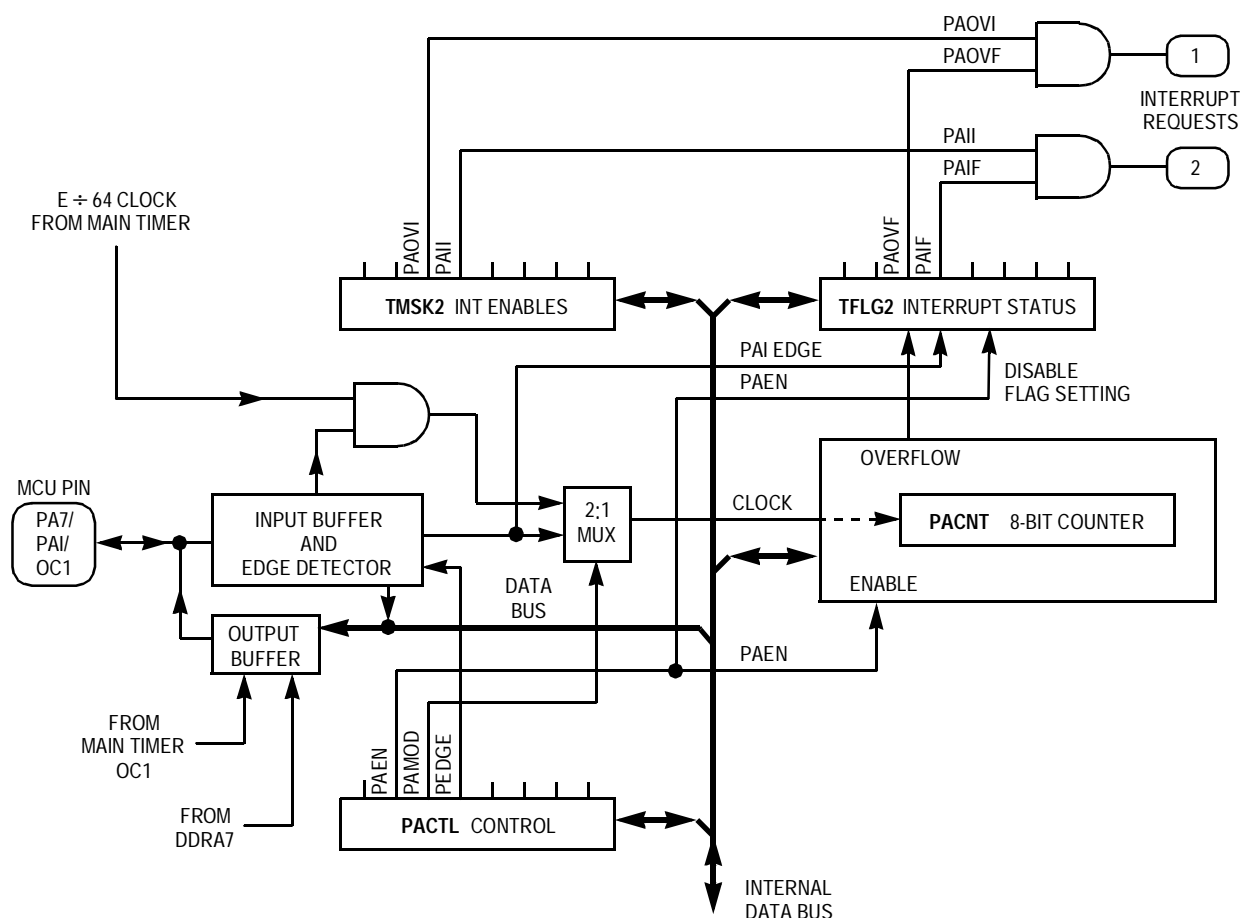 PAOVI
PAOVF
1
INTERRUPT
REQUESTS
PAII
PAIF
2
E ÷ 64 CLOCK
FROM MAIN TIMER
PAOVI
PAII
PAOVF
PAIF
TMSK2 INT ENABLES
TFLG2 INTERRUPT STATUS
PAI EDGE
PAEN
DISABLE
FLAG SETTING
OVERFLOW
MCU PIN
PA7/
PAI/
OC1
INPUT BUFFER
AND
EDGE DETECTOR
2:1
MUX
CLOCK
PACNT 8-BIT COUNTER
DATA
BUS
ENABLE
OUTPUT
BUFFER
PAEN
FROM
MAIN TIMER
OC1
PAEN
PAMOD
PEDGE
FROM
DDRA7
PACTL CONTROL
INTERNAL
DATA BUS